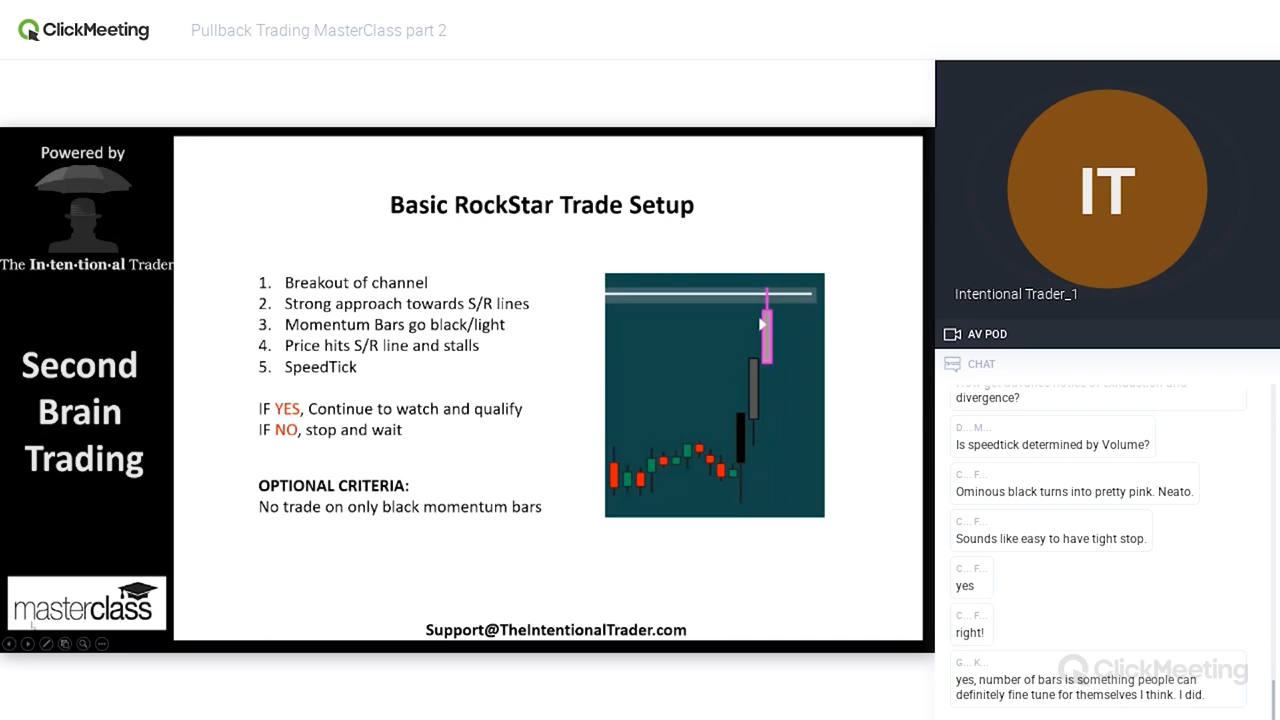 ClickMeeting
Pullback Trading MasterClass part 2
Powered by
The In·ten·tion·al Trader
Second
Brain
Trading
masterclass
Basic RockStar Trade Setup
1. Breakout of channel
2. Strong approach towards S/R lines
3. Momentum Bars go black/light
4. Price hits S/R line and stalls
5. SpeedTick
IF YES, Continue to watch and qualify
IF NO, stop and wait
OPTIONAL CRITERIA:
No trade on only black momentum bars
Support@TheIntentionalTrader.com
IT
Intentional Trader_1
AV POD
CHAT
divergence?
D... M...
Is speedtick determined by Volume?
C... F...
Ominous black turns into pretty pink. Neato.
C... F...
Sounds like easy to have tight stop.
C... F...
yes
C... F...
right!
G... K...
yes, number of bars is something people can
definitely fine tune for themselves I think. I did.
ClickMeeting